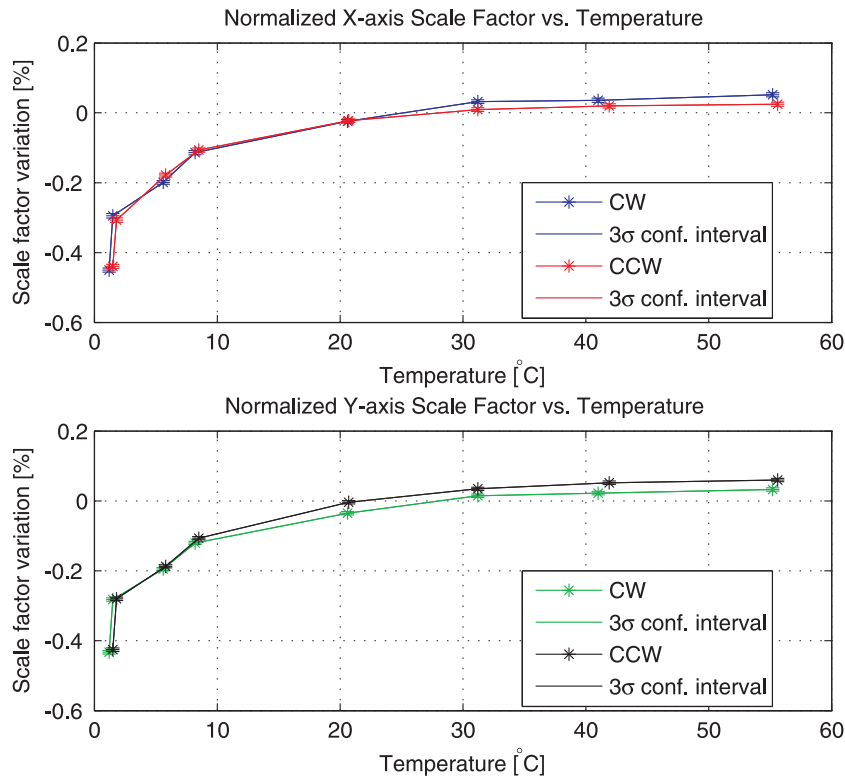 Normalized X-axis Scale Factor vs. Temperature
Scale factor variation [%]
0.2
0
-0.2
-0.4
-0.6
CW
3σ conf. interval
CCW
3σ conf. interval
0 10 20 30 40 50 60
Temperature [°C]
Normalized Y-axis Scale Factor vs. Temperature
Scale factor variation [%]
0.2
0
-0.2
-0.4
-0.6
CW
3σ conf. interval
CCW
3σ conf. interval
0 10 20 30 40 50 60
Temperature [°C]